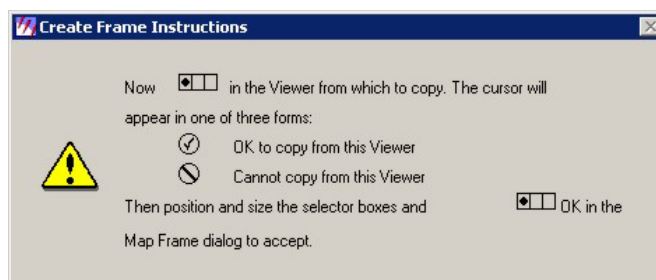 Create Frame Instructions
Now in the Viewer from which to copy. The cursor will
appear in one of three forms:
OK to copy from this Viewer
Cannot copy from this Viewer
Then position and size the selector boxes and OK in the
Map Frame dialog to accept.